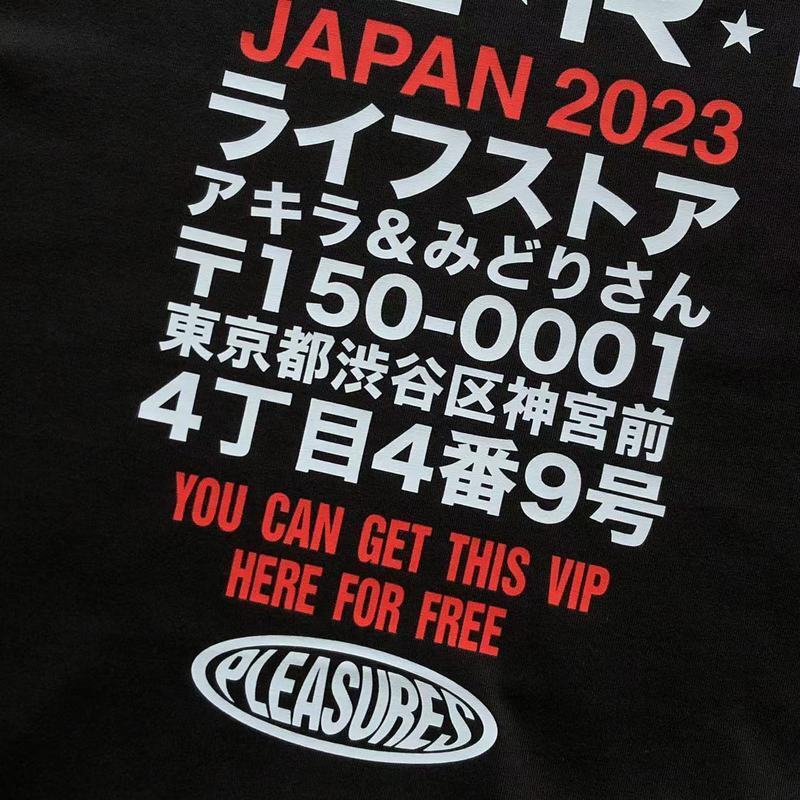 JAPAN 2023
ライフストア
アキラ&みどりさん
〒150-0001
東京都渋谷区神宮前
4丁目4番9号
YOU CAN GET THIS VIP
HERE FOR FREE
PLEASURES